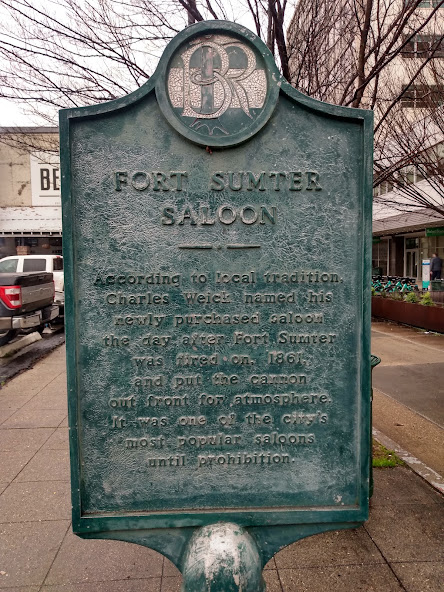 BR
FORT SUMTER
SALOON
According to local tradition,
Charles Weick named his
newly purchased saloon
the day after Fort Sumter
was fired on, 1861,
and put the cannon
out front for atmosphere.
It was one of the city's
most popular saloons
until prohibition.
BE